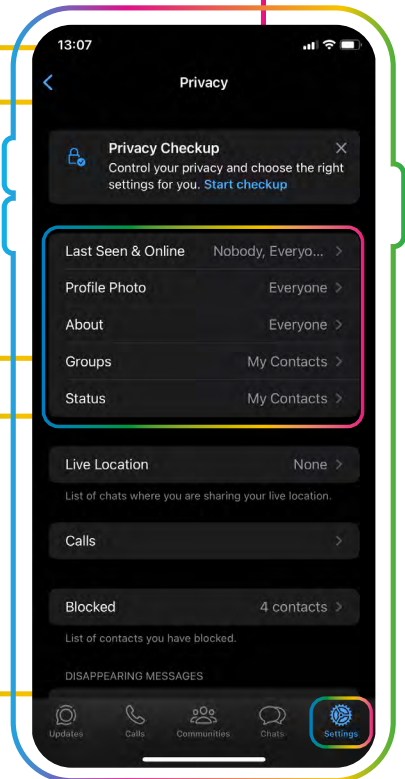 13:07
Privacy
Privacy Checkup
Control your privacy and choose the right
settings for you. Start checkup
Last Seen & Online Nobody, Everyo...
Profile Photo Everyone
About Everyone
Groups My Contacts
Status My Contacts
Live Location None
List of chats where you are sharing your live location.
Calls
Blocked 4 contacts
List of contacts you have blocked.
DISAPPEARING MESSAGES
Updates Calls Communities Chats Settings